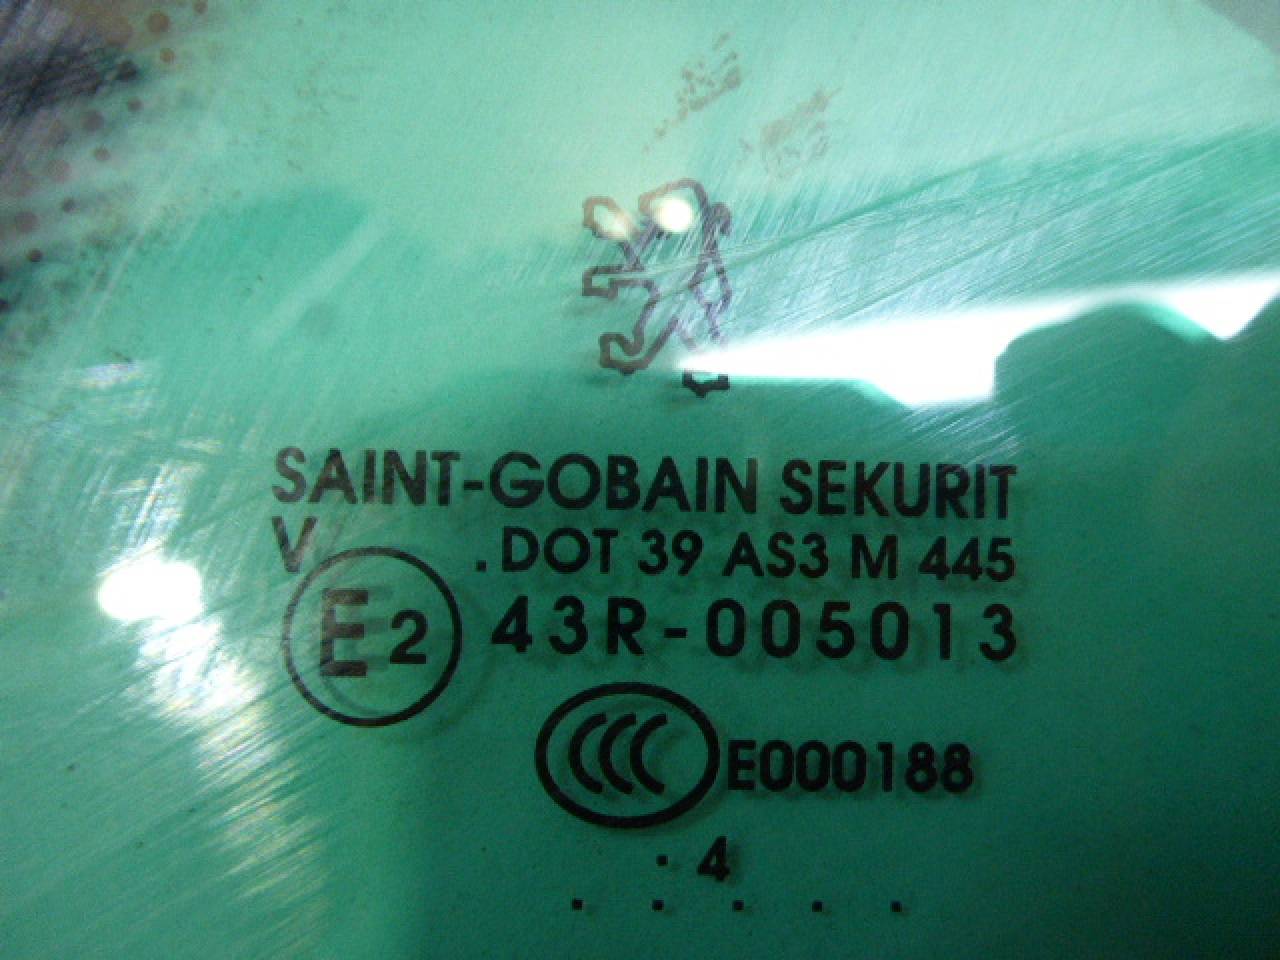 SAINT-GOBAIN SEKURIT
V .DOT 39 AS3 M 445
E2 43R-005013
CCC E000188
. 4
. . . . .